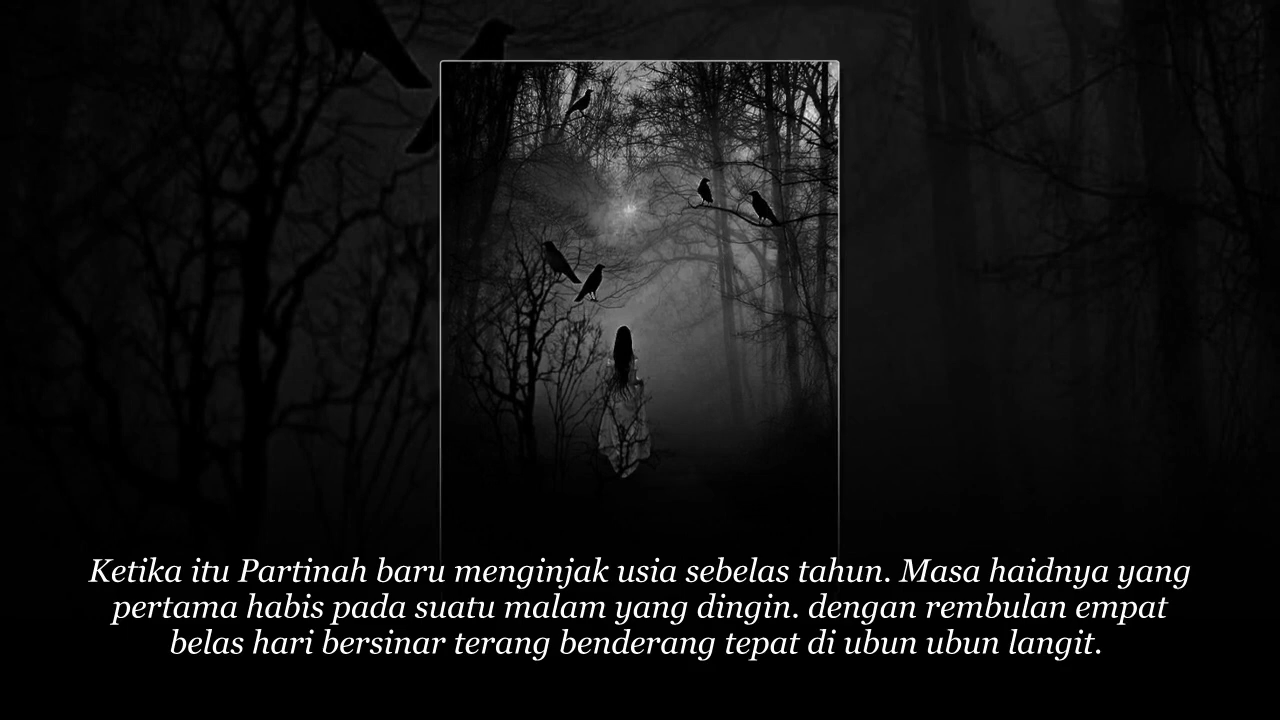 Ketika itu Partinah baru menginjak usia sebelas tahun. Masa haidnya yang
pertama habis pada suatu malam yang dingin. dengan rembulan empat
belas hari bersinar terang benderang tepat di ubun ubun langit.